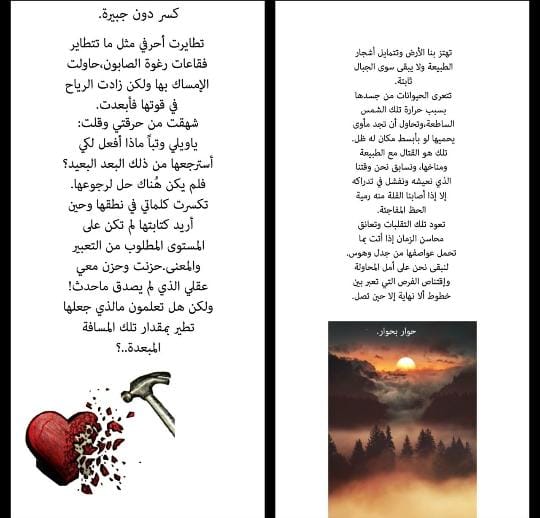 كسر دون جبيرة.
تطايرت أحرفي مثل ما تتطاير
فقاعات رغوة الصابون،حاولت
الإمساك بها ولكن زادت الرياح
في قوتها فأبعدت.
شهقت من حرقتي وقلت:
ياويلي وتباً ماذا أفعل لكي
أسترجعها من ذلك البعد البعيد؟
فلم يكن هُناك حل لرجوعها.
تكسرت كلماتي في نطقها وحين
أريد كتابتها لم تكن على
المستوى المطلوب من التعبير
والمعنى.حزنت وحزن معي
عقلي الذي لم يصدق ماحدث!
ولكن هل تعلمون مالذي جعلها
تطير بمقدار تلك المسافة
المبعدة..؟
تهتز بنا الأرض وتتمايل أشجار
الطبيعة ولا يبقى سوى الجبال
ثابتة.
تتعرى الحيوانات من جسدها
بسبب حرارة تلك الشمس
الساطعة،وتحاول أن تجد مأوى
يحميها لو بأبسط مكان له ظل.
تلك هو القتال مع الطبيعة
ومناخها، ونسابق نحن وقتنا
الذي نعيشه ونفشل في تداركه
إلا إذا أصابنا القلة منه رمية
الحظ المفاجئة.
تعود تلك التقلبات وتعانق
محاسن الزمان إذا أتت بما
تحمل عواصفها من جدل وهوس.
لنبقى نحن على أمل المحاولة
وإقتناص الفرص التي تعبر بين
خطوط ألا نهاية إلا حين تصل.
حوار بحوار.